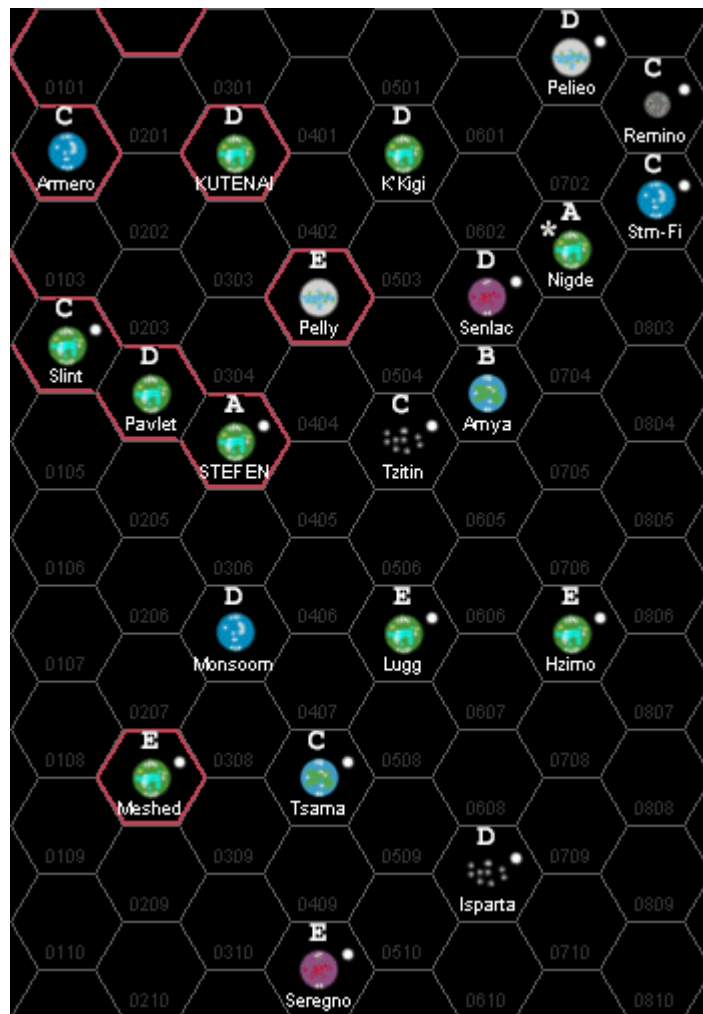 D
C
0101 0301 0501 Pelieo
C D D
0201 0401 0601 Remino
C
Armero KUTENAI K'Kigi 0702
* A
0202 0402 0602 Stm-Fi
E D
0103 0303 0503 Nigde
C
0203 Pelly Senlac 0803
D B
Slint 0304 0504 0704
A C
Pavlet 0404 Amya 0804
0105 STEFEN Tzitin 0705
0205 0405 0605 0805
0106 0306 0506 0706
D E E
0206 0406 0606 0806
0107 Monsoom Lugg Hzimo
0207 0407 0607 0807
E C
0108 0308 0508 0708
Meshed Tsama 0608 0808
D
0109 0309 0509 0709
0209 0409 Isparta 0809
E
0110 0310 0510 0710
0210 Seregno 0610 0810